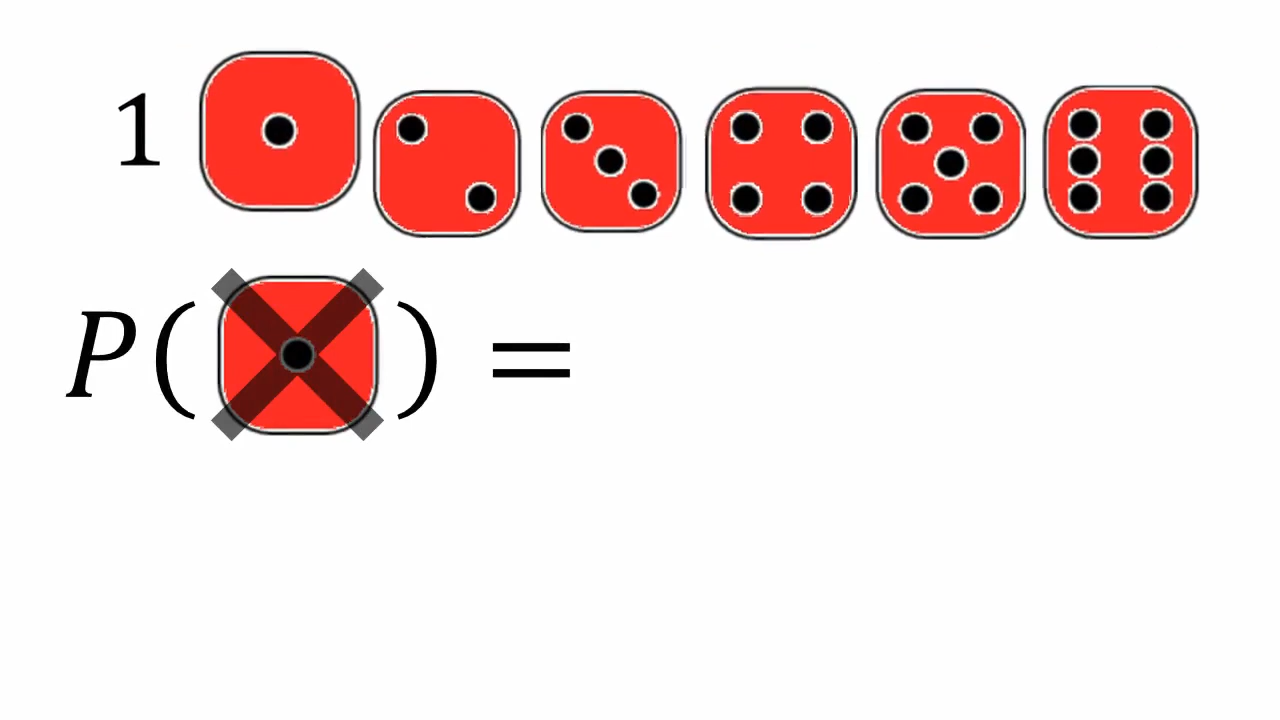 1
P( ) =